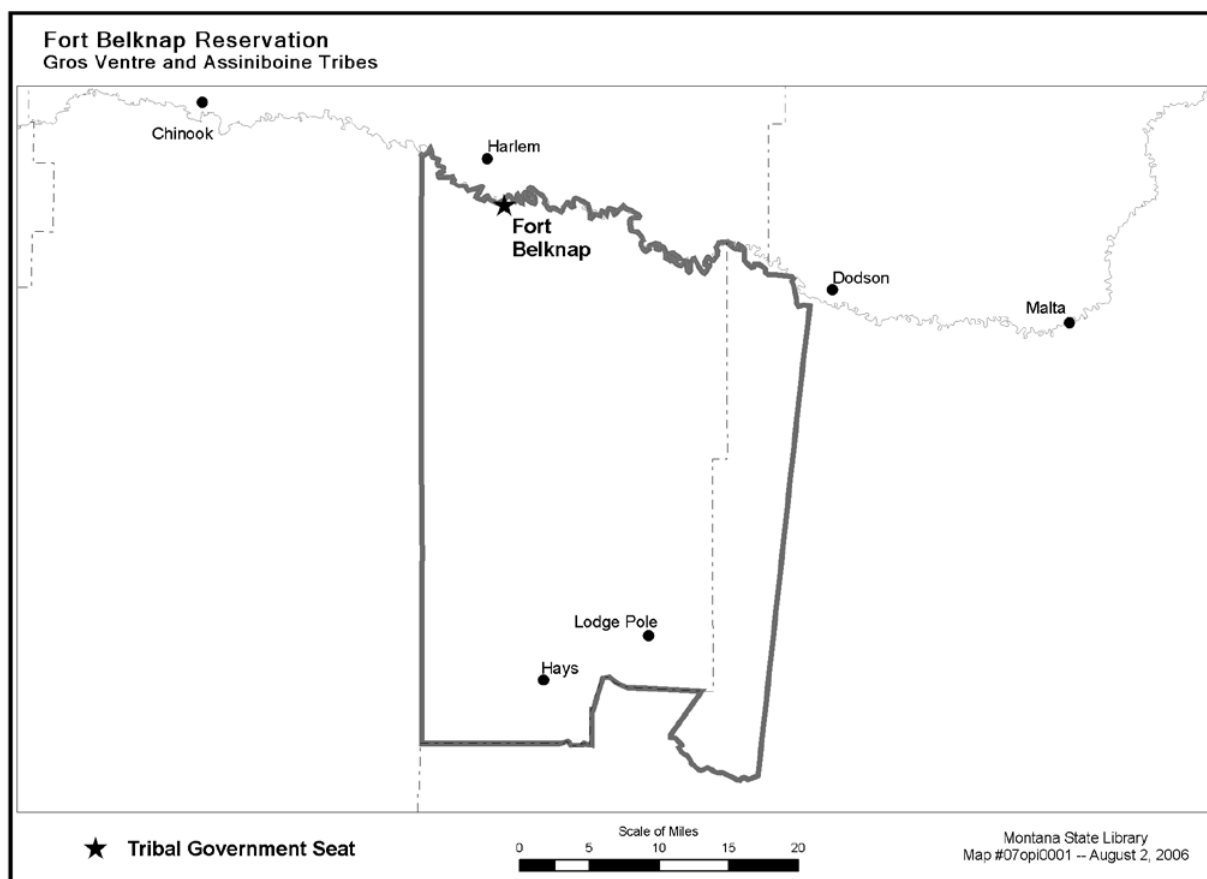 Fort Belknap Reservation
Gros Ventre and Assiniboine Tribes
Chinook
Harlem
Fort
Belknap
Dodson
Malta
Lodge Pole
Hays
★ Tribal Government Seat
Scale of Miles
0 5 10 15 20
Montana State Library
Map #07opi0001 -- August 2, 2006